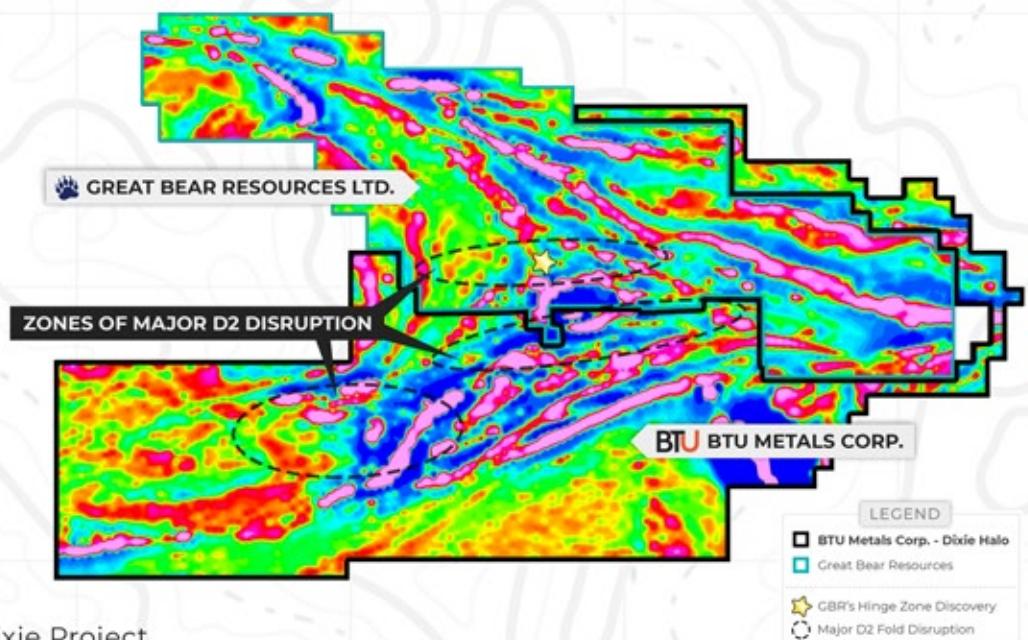 GREAT BEAR RESOURCES LTD.
ZONES OF MAJOR D2 DISRUPTION
BTU BTU METALS CORP.
LEGEND
BTU Metals Corp. - Dixie Halo
Great Bear Resources
GBR's Hinge Zone Discovery
Major D2 Fold Disruption
Project